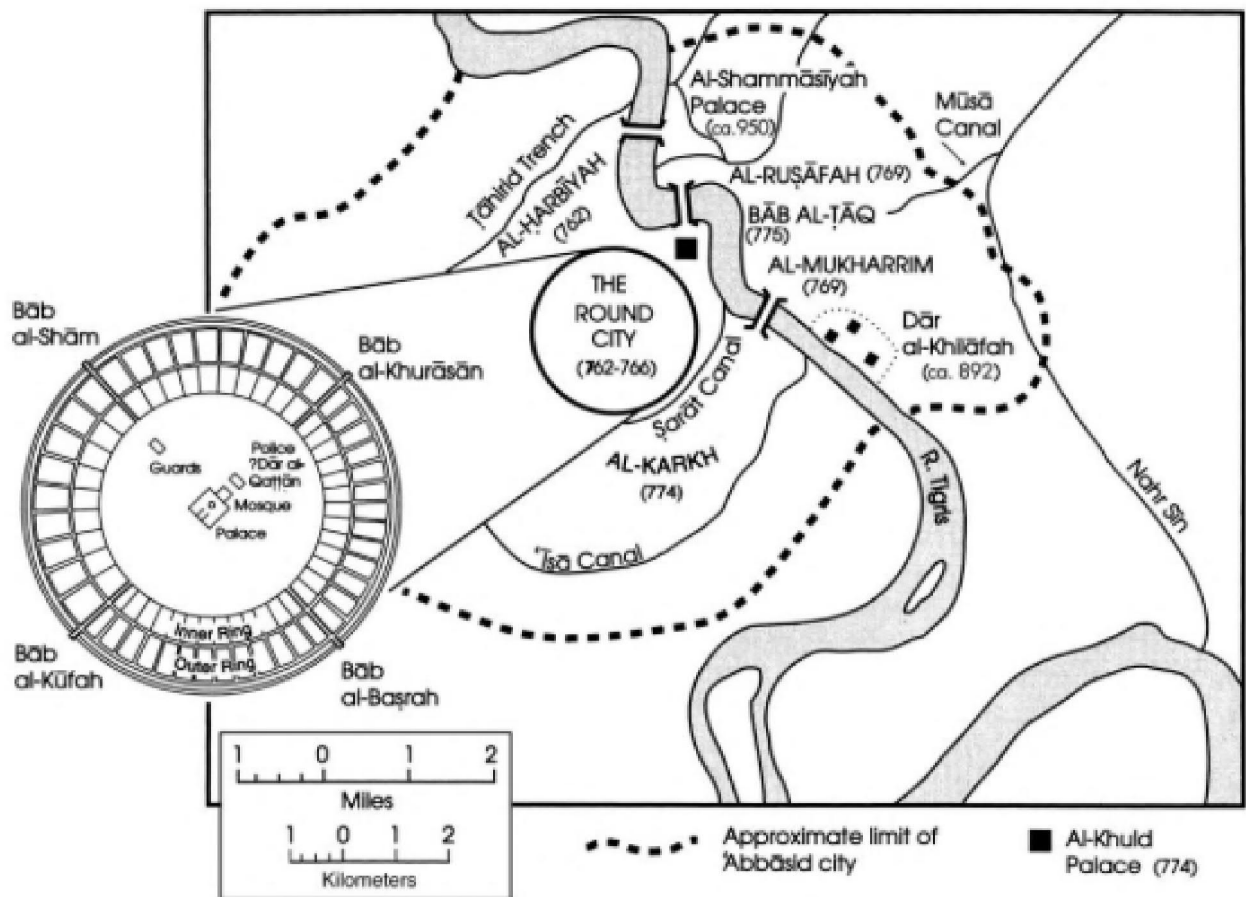 Al-Shammāsīyah
Palace
(ca. 950)
Mūsā
Canal
Ṭāhirid Trench
AL-ḤARBĪYAH
(762)
AL-RUṢĀFAH (769)
BĀB AL-ṬĀQ
(775)
AL-MUKHARRIM
(769)
THE
ROUND
CITY
(762-766)
Dār
al-Khilāfah
(ca. 892)
Ṣarāt Canal
AL-KARKH
(774)
R. Tigris
Nahr Sīn
ʿĪsā Canal
Bāb
al-Shām
Bāb
al-Khurāsān
Guards
Police
?Dār al-
Qaṭṭān
Mosque
Palace
Inner Ring
Outer Ring
Bāb
al-Kūfah
Bāb
al-Baṣrah
1 0 1 2
Miles
1 0 1 2
Kilometers
Approximate limit of
ʿAbbāsid city
Al-Khuld
Palace (774)